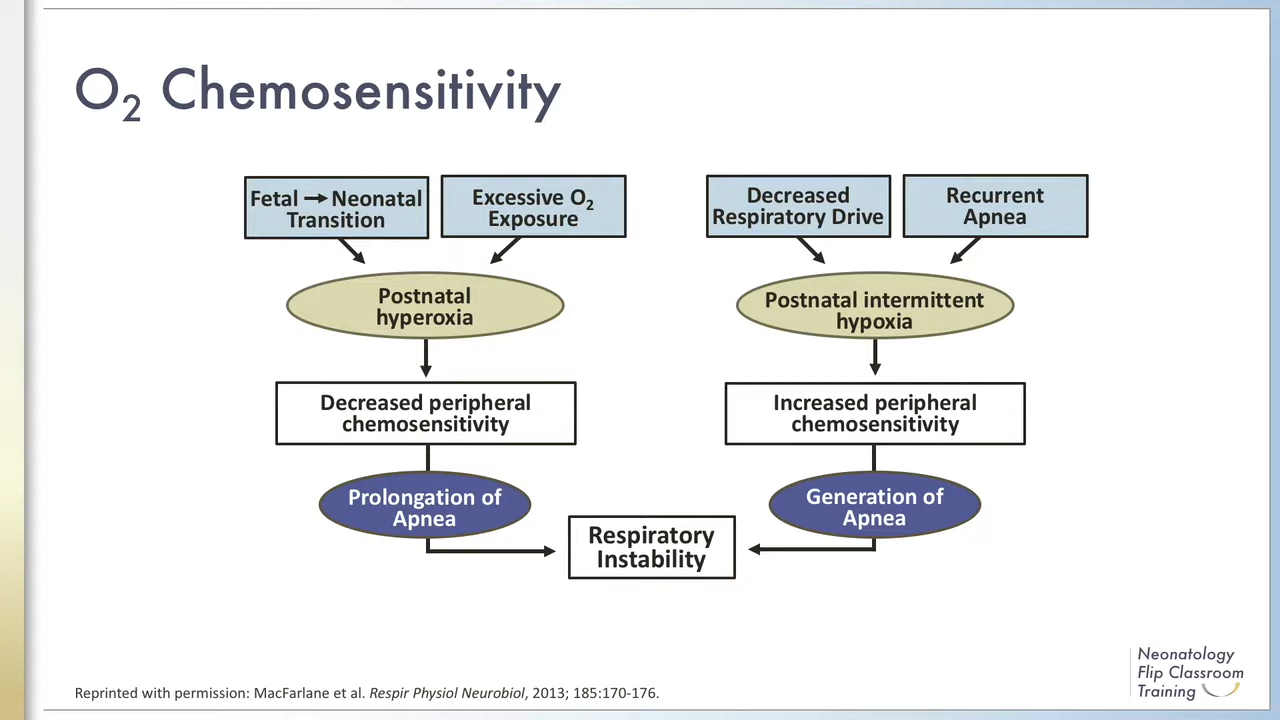 O₂ Chemosensitivity
Fetal → Neonatal
Transition
Excessive O₂
Exposure
Decreased
Respiratory Drive
Recurrent
Apnea
Postnatal
hyperoxia
Postnatal intermittent
hypoxia
Decreased peripheral
chemosensitivity
Increased peripheral
chemosensitivity
Prolongation of
Apnea
Generation of
Apnea
Respiratory
Instability
Neonatology
Flip Classroom
Training
Reprinted with permission: MacFarlane et al. Respir Physiol Neurobiol, 2013; 185:170-176.